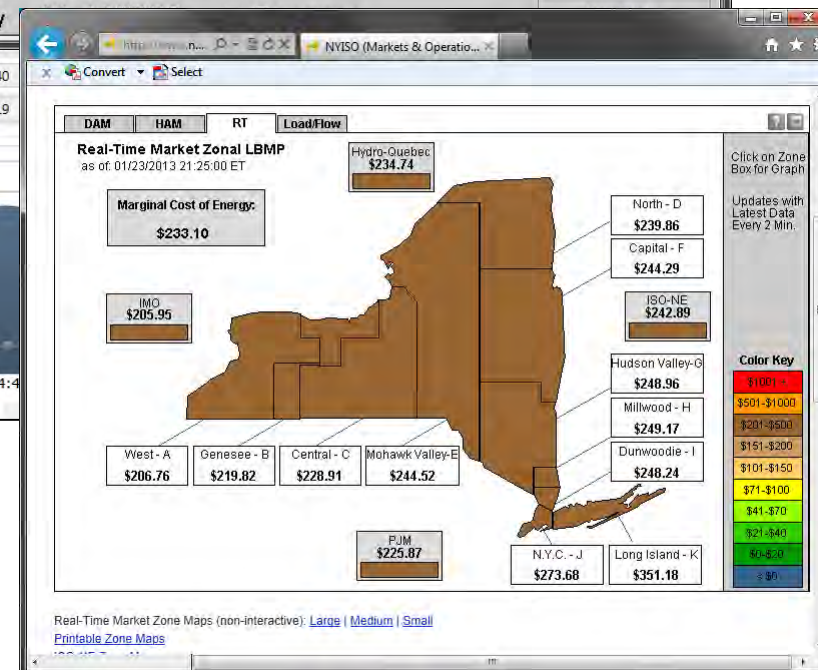 n...
NYISO (Markets & Operatio...
Convert
Select
DAM
HAM
RT
Load/Flow
Real-Time Market Zonal LBMP
as of: 01/23/2013 21:25:00 ET
Marginal Cost of Energy:
$233.10
Hydro-Quebec
$234.74
IMO
$205.95
North - D
$239.86
Capital - F
$244.29
ISO-NE
$242.89
Hudson Valley-G
$248.96
Millwood - H
$249.17
Dunwoodie - I
$248.24
West - A
$206.76
Genesee - B
$219.82
Central - C
$228.91
Mohawk Valley-E
$244.52
PJM
$225.87
N.Y.C. - J
$273.68
Long Island - K
$351.18
Click on Zone
Box for Graph
Updates with
Latest Data
Every 2 Min.
Color Key
$1001 +
$501-$1000
$201-$500
$151-$200
$101-$150
$71-$100
$41-$70
$21-$40
$0-$20
< $0
Real-Time Market Zone Maps (non-interactive): Large | Medium | Small
Printable Zone Maps